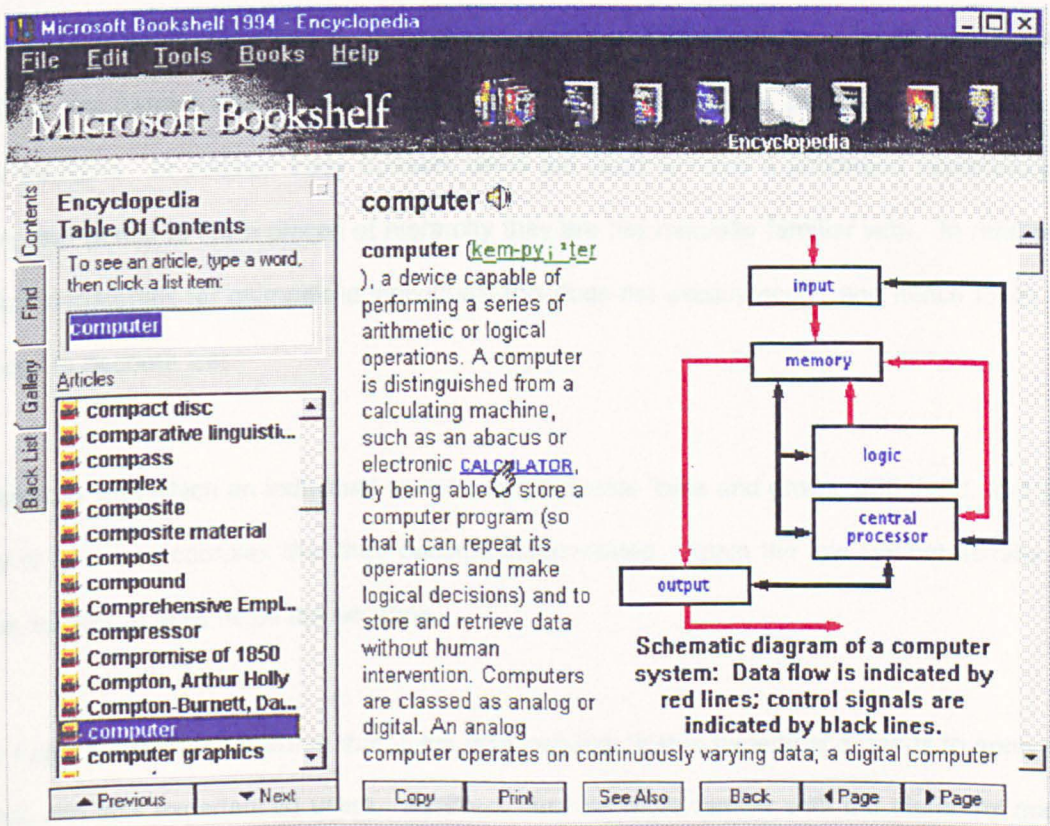 Microsoft Bookshelf 1994 - Encyclopedia
File Edit Tools Books Help
Microsoft Bookshelf
Encyclopedia
Contents
Find
Gallery
Back List
Encyclopedia
Table Of Contents
To see an article, type a word,
then click a list item:
computer
Articles
compact disc
comparative linguisti...
compass
complex
composite
composite material
compost
compound
Comprehensive Empl...
compressor
Compromise of 1850
Compton, Arthur Holly
Compton-Burnett, Da...
computer
computer graphics
Previous
Next
computer
computer (kem-py¡ ¹ter
), a device capable of
performing a series of
arithmetic or logical
operations. A computer
is distinguished from a
calculating machine,
such as an abacus or
electronic CALCULATOR,
by being able to store a
computer program (so
that it can repeat its
operations and make
logical decisions) and to
store and retrieve data
without human
intervention. Computers
are classed as analog or
digital. An analog
computer operates on continuously varying data; a digital computer
input
memory
logic
central
processor
output
Schematic diagram of a computer
system: Data flow is indicated by
red lines; control signals are
indicated by black lines.
Copy
Print
See Also
Back
Page
Page